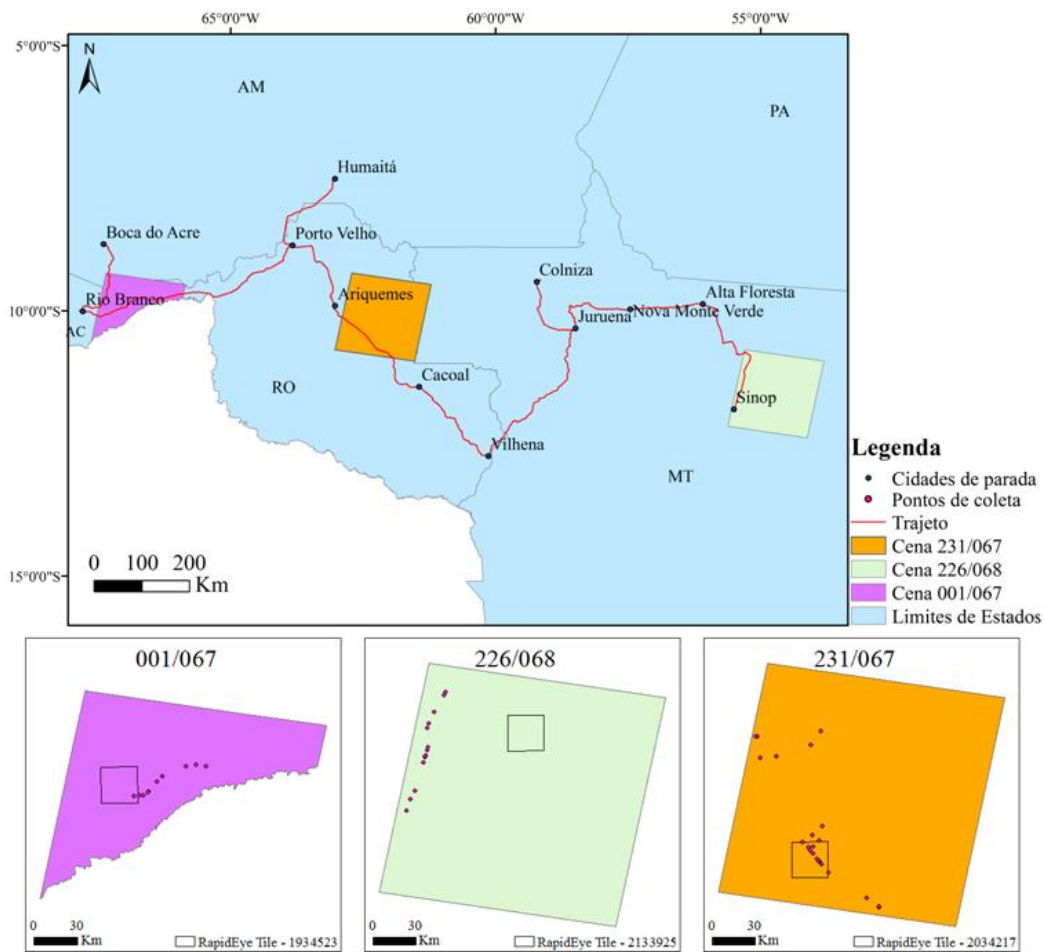 65°0'0"W 60°0'0"W 55°0'0"W
5°0'0"S
N
AM
PA
Humaitá
Boca do Acre
Porto Velho
Colniza
Ariquemes
Alta Floresta
10°0'0"S
Rio Branco
Juruena
Nova Monte Verde
AC
Cacoal
RO
Sinop
Vilhena
MT
15°0'0"S
0 100 200
Km
Legenda
Cidades de parada
Pontos de coleta
Trajeto
Cena 231/067
Cena 226/068
Cena 001/067
Limites de Estados
001/067
0 30
Km
RapidEye Tile - 1934523
226/068
0 30
Km
RapidEye Tile - 2133925
231/067
0 30
Km
RapidEye Tile - 2034217